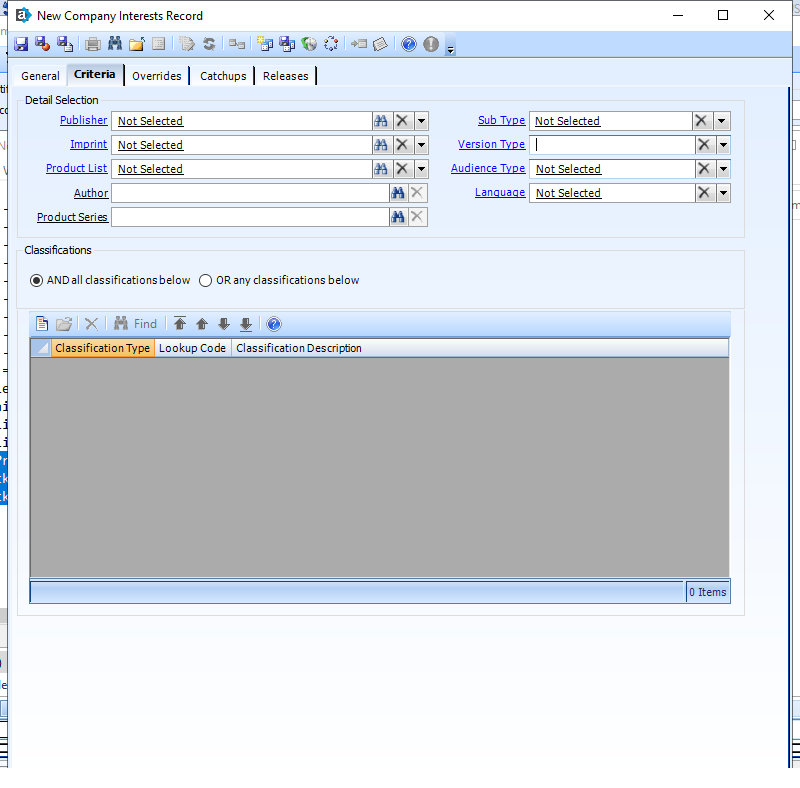 New Company Interests Record
General Criteria Overrides Catchups Releases
Detail Selection
Publisher Not Selected Sub Type Not Selected
Imprint Not Selected Version Type
Product List Not Selected Audience Type Not Selected
Author Language Not Selected
Product Series
Classifications
AND all classifications below OR any classifications below
Find
Classification Type Lookup Code Classification Description
0 Items